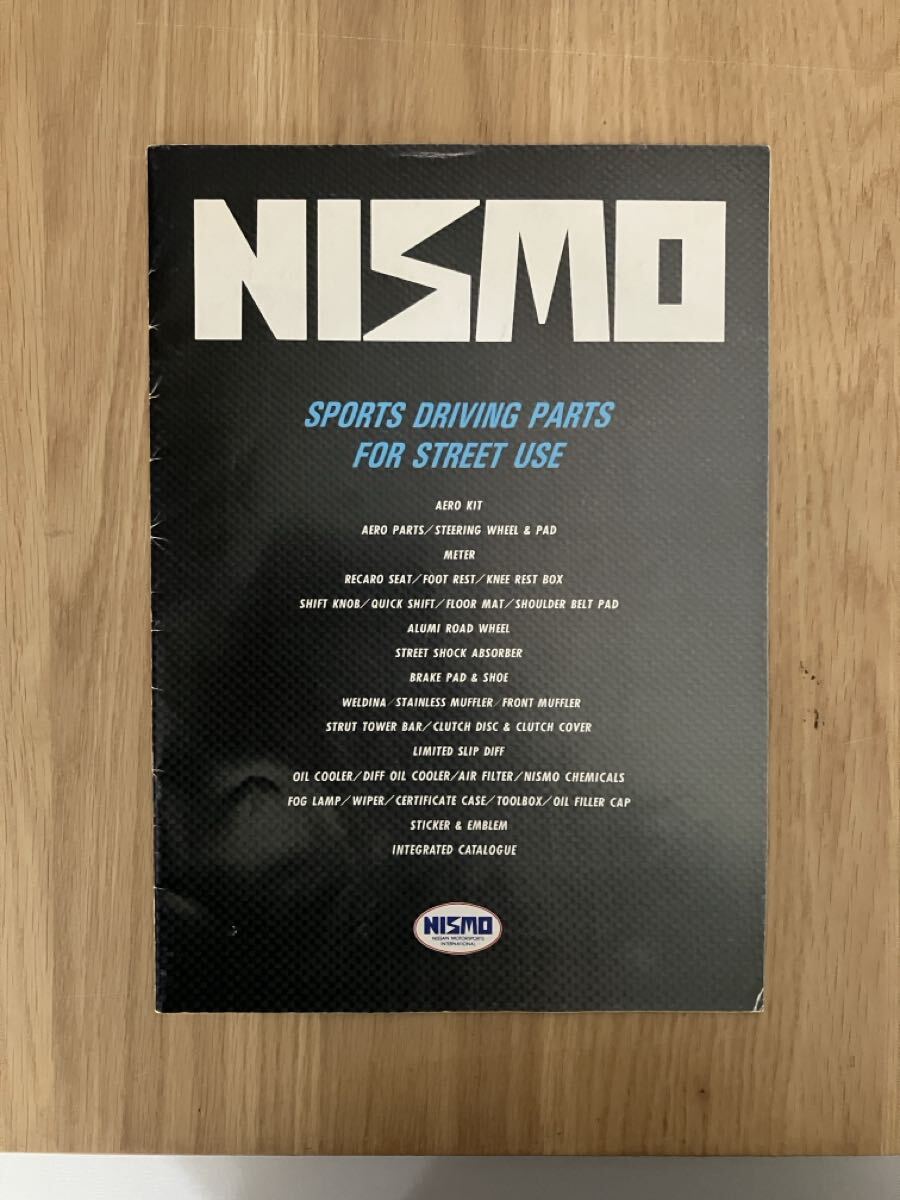 NISMO
SPORTS DRIVING PARTS
FOR STREET USE
AERO KIT
AERO PARTS/STEERING WHEEL & PAD
METER
RECARO SEAT/FOOT REST/KNEE REST BOX
SHIFT KNOB/QUICK SHIFT/FLOOR MAT/SHOULDER BELT PAD
ALUMI ROAD WHEEL
STREET SHOCK ABSORBER
BRAKE PAD & SHOE
WELDINA/STAINLESS MUFFLER/FRONT MUFFLER
STRUT TOWER BAR/CLUTCH DISC & CLUTCH COVER
LIMITED SLIP DIFF
OIL COOLER/DIFF OIL COOLER/AIR FILTER/NISMO CHEMICALS
FOG LAMP/WIPER/CERTIFICATE CASE/TOOLBOX/OIL FILLER CAP
STICKER & EMBLEM
INTEGRATED CATALOGUE
NISMO
NISSAN MOTORSPORTS
INTERNATIONAL